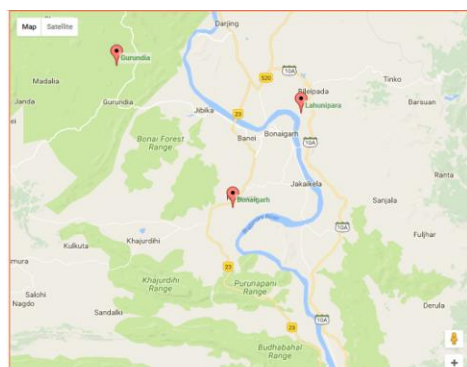 Map Satellite
Darjing
Gurundia
Madalia
520
10A
Tinko
Bileipada
Lahunipara
Janda
Gurundia
Jibika
23
Barsuan
Bonaigarh
Banei
Bonai Forest
Range
10A
Ranta
Jakaikela
Bonaigarh
Sanjala
Kulkuta
Khajurdihi
10A
Fuljhar
23
Khajurdihi
Range
Purunapani
Range
Salohi
Nagdo
Sandalki
Derula
10A
23
Budhabahal
Range
+